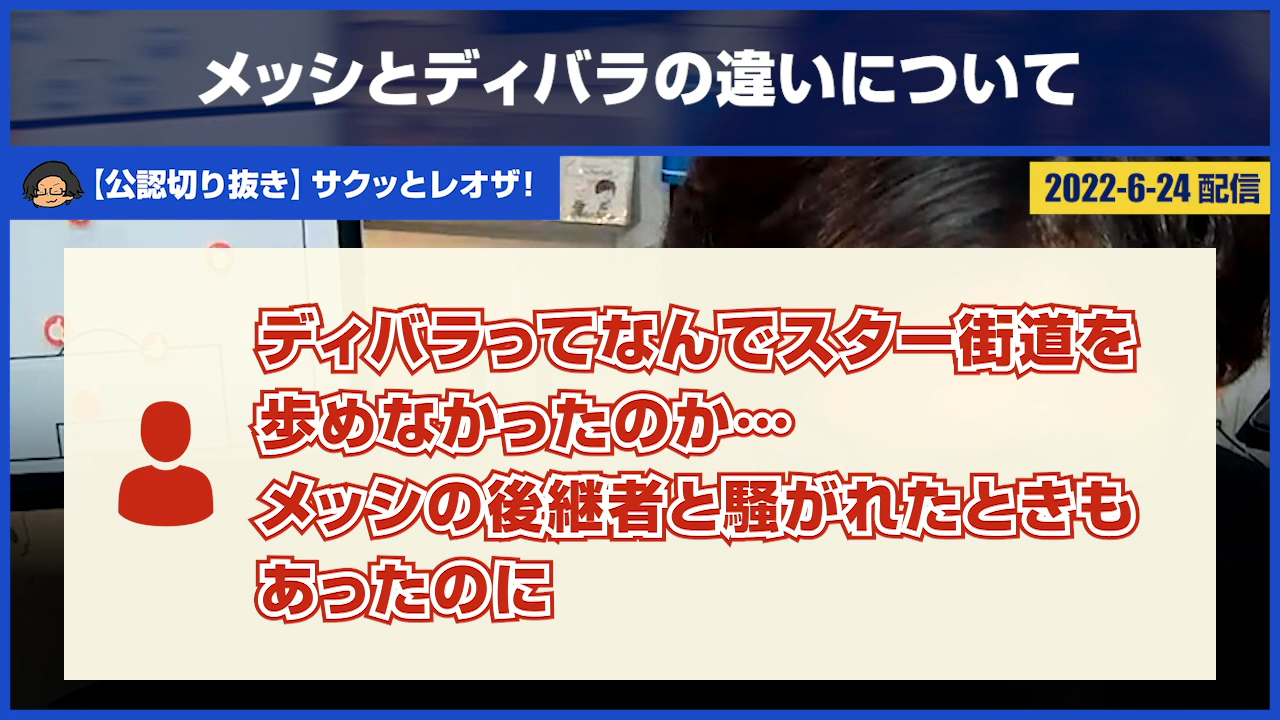 メッシとディバラの違いについて
【公認切り抜き】サクッとレオザ！
2022-6-24 配信
ディバラってなんでスター街道を
歩めなかったのか…
メッシの後継者と騒がれたときも
あったのに